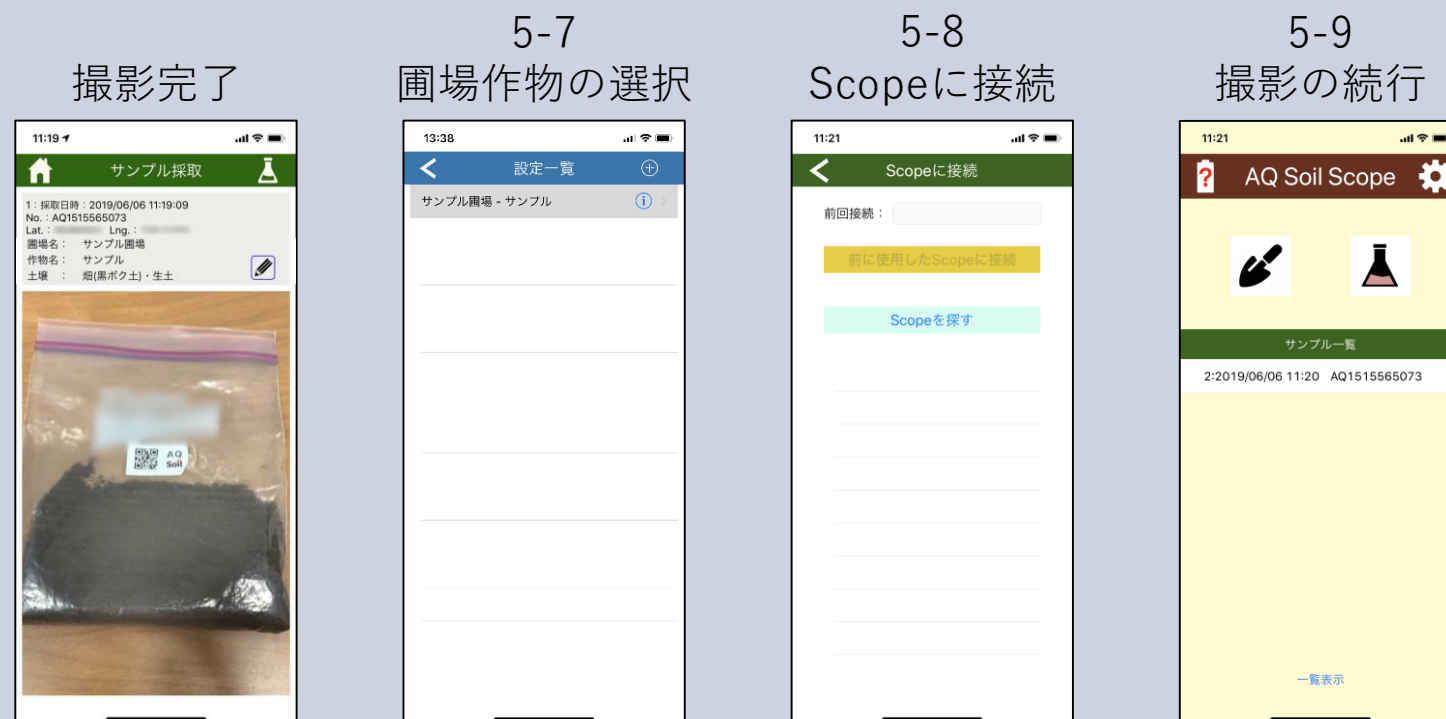 撮影完了
11:19
サンプル採取
1：採取日時：2019/06/06 11:19:09
No.：AQ1515565073
Lat.： Lng.：
圃場名： サンプル圃場
作物名： サンプル
土壌 ： 畑(黒ボク土)・生土
AQ
Soil
5-7
圃場作物の選択
13:38
設定一覧
サンプル圃場 - サンプル
5-8
Scopeに接続
11:21
Scopeに接続
前回接続：
前に使用したScopeに接続
Scopeを探す
5-9
撮影の続行
11:21
? AQ Soil Scope
サンプル一覧
2:2019/06/06 11:20 AQ1515565073
一覧表示